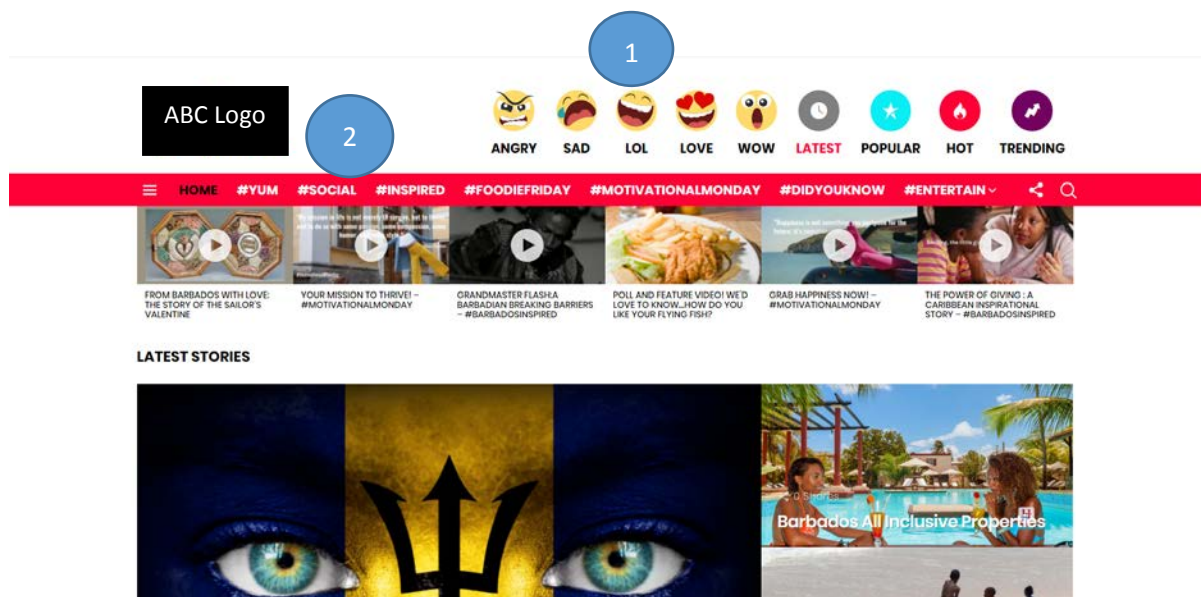 1
ABC Logo
2
ANGRY SAD LOL LOVE WOW LATEST POPULAR HOT TRENDING
HOME #YUM #SOCIAL #INSPIRED #FOODIEFRIDAY #MOTIVATIONALMONDAY #DIDYOUKNOW #ENTERTAIN
FROM BARBADOS WITH LOVE:
THE STORY OF THE SAILOR'S
VALENTINE
YOUR MISSION TO THRIVE! –
#MOTIVATIONALMONDAY
GRANDMASTER FLASH:A
BARBADIAN BREAKING BARRIERS
– #BARBADOSINSPIRED
POLL AND FEATURE VIDEO! WE'D
LOVE TO KNOW...HOW DO YOU
LIKE YOUR FLYING FISH?
GRAB HAPPINESS NOW! –
#MOTIVATIONALMONDAY
THE POWER OF GIVING : A
CARIBBEAN INSPIRATIONAL
STORY – #BARBADOSINSPIRED
LATEST STORIES
0 Shares
Barbados All Inclusive Properties